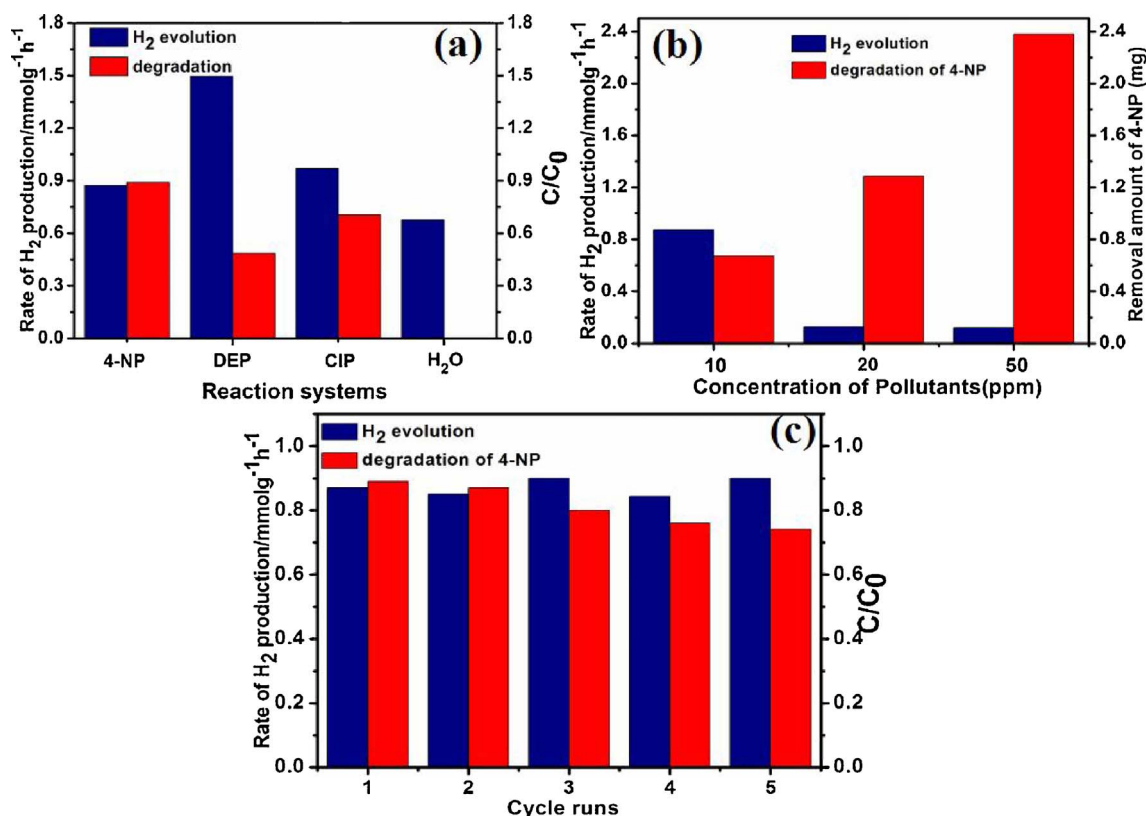 (a)
H2 evolution
degradation
Rate of H2 production/mmolg-1h-1
1.8
1.5
1.2
0.9
0.6
0.3
0.0
C/C0
1.8
1.5
1.2
0.9
0.6
0.3
0.0
4-NP DEP CIP H2O
Reaction systems
(b)
H2 evolution
degradation of 4-NP
Rate of H2 production/mmolg-1h-1
2.4
2.0
1.6
1.2
0.8
0.4
0.0
Removal amount of 4-NP (mg)
2.4
2.0
1.6
1.2
0.8
0.4
0.0
10 20 50
Concentration of Pollutants(ppm)
(c)
H2 evolution
degradation of 4-NP
Rate of H2 production/mmolg-1h-1
1.0
0.8
0.6
0.4
0.2
0.0
C/C0
1.0
0.8
0.6
0.4
0.2
0.0
1 2 3 4 5
Cycle runs